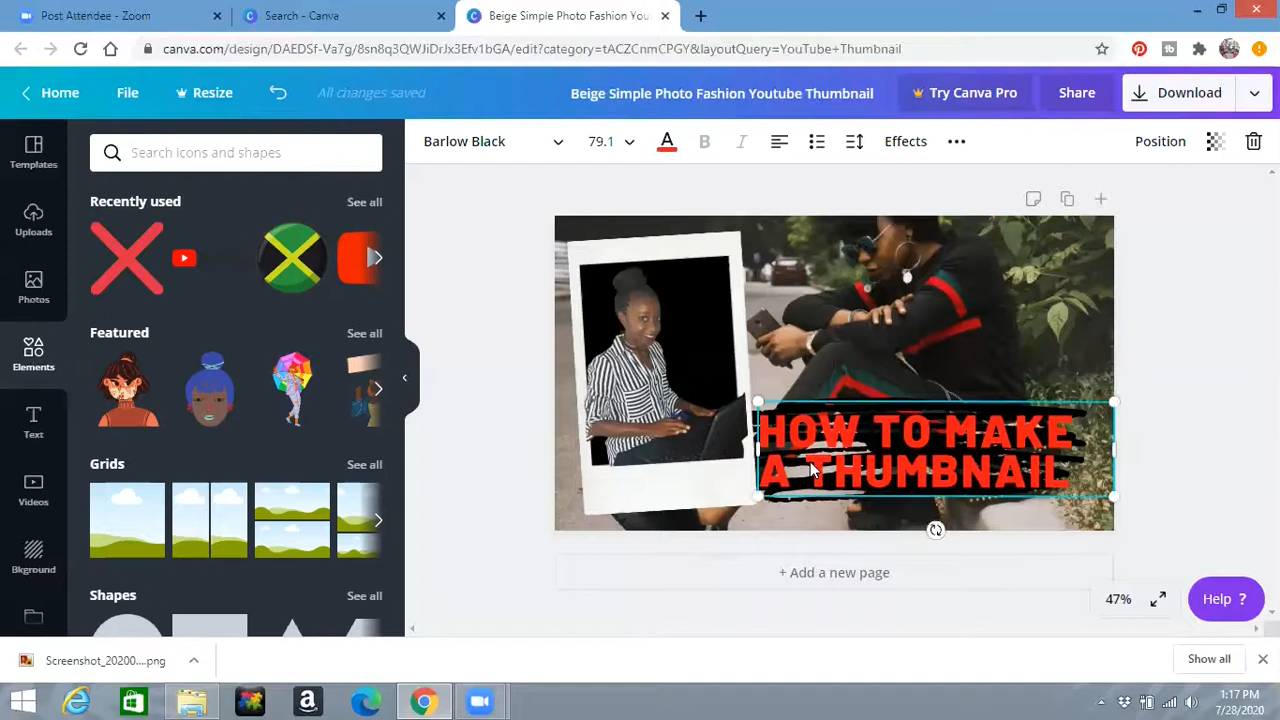 Post Attendee - Zoom
Search - Canva
Beige Simple Photo Fashion You
canva.com/design/DAEDSf-Va7g/8sn8q3QWJiDrJx3Efv1bGA/edit?category=tACZCnmCPGY&layoutQuery=YouTube+Thumbnail
Home
File
Resize
All changes saved
Beige Simple Photo Fashion Youtube Thumbnail
Try Canva Pro
Share
Download
Templates
Search icons and shapes
Barlow Black
79.1
A
B
I
Effects
Position
Recently used
See all
Uploads
Photos
Featured
See all
Elements
HOW TO MAKE
A THUMBNAIL
Text
Grids
See all
Videos
Bkground
+ Add a new page
Shapes
See all
47%
Help ?
Screenshot_20200....png
Show all
1:17 PM
7/28/2020